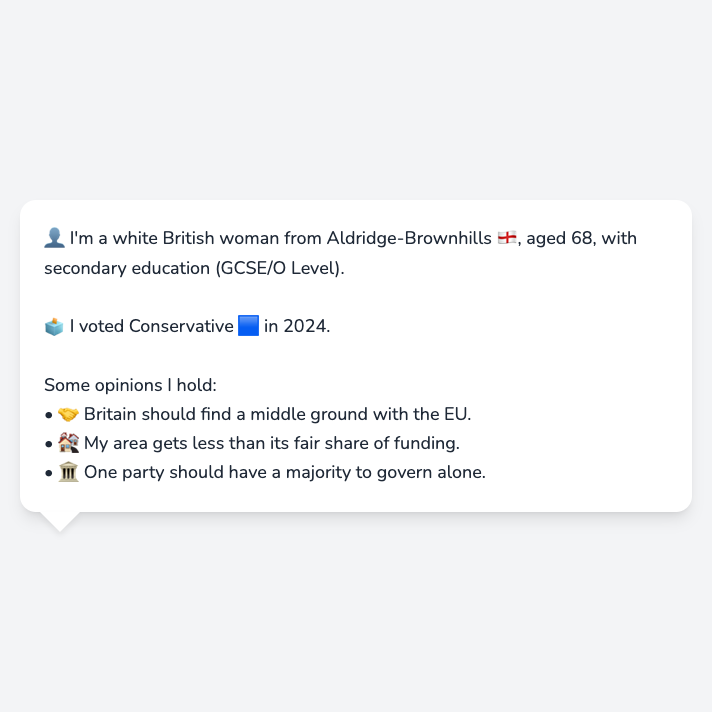 👤 I'm a white British woman from Aldridge-Brownhills 🏴󠁧󠁢󠁥󠁮󠁧󠁿, aged 68, with
secondary education (GCSE/O Level).
🗳️ I voted Conservative 🟦 in 2024.
Some opinions I hold:
• 🤝 Britain should find a middle ground with the EU.
• 🏚️ My area gets less than its fair share of funding.
• 🏛️ One party should have a majority to govern alone.